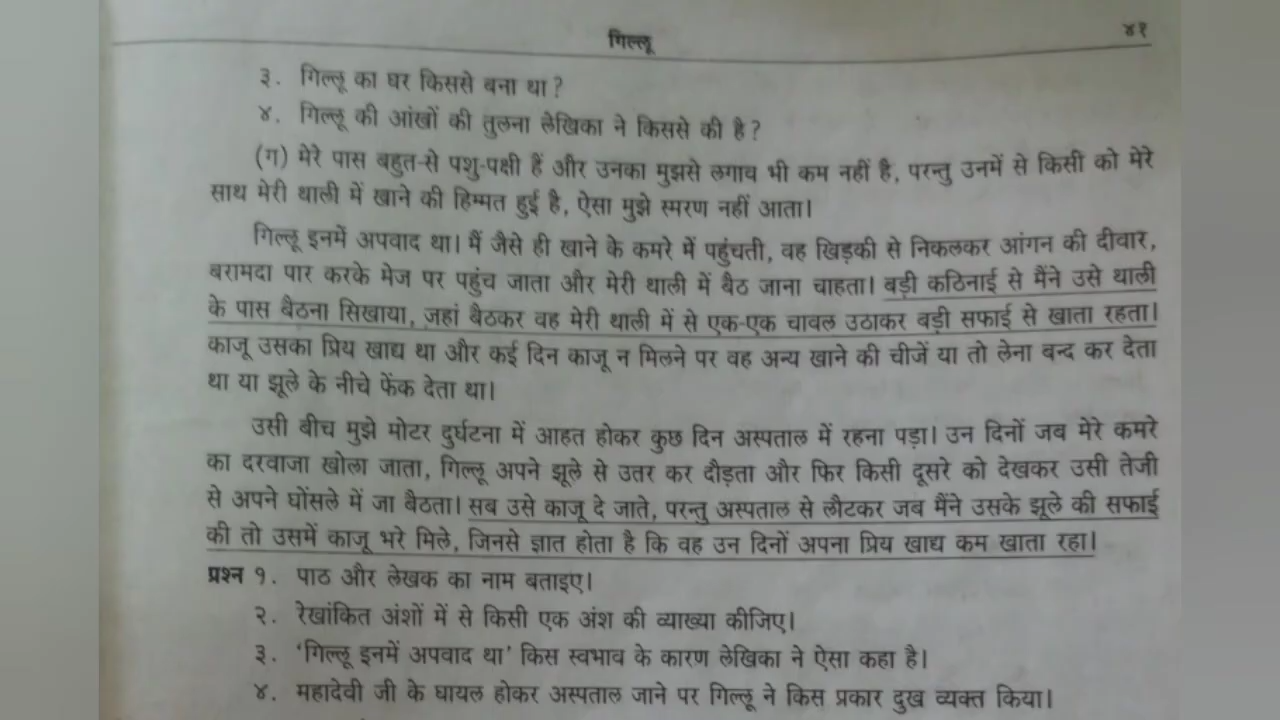 गिल्लू
४१
३. गिल्लू का घर किससे बना था?
४. गिल्लू की आंखों की तुलना लेखिका ने किससे की है?
(ग) मेरे पास बहुत-से पशु-पक्षी हैं और उनका मुझसे लगाव भी कम नहीं है, परन्तु उनमें से किसी को मेरे
साथ मेरी थाली में खाने की हिम्मत हुई है, ऐसा मुझे स्मरण नहीं आता।
गिल्लू इनमें अपवाद था। मैं जैसे ही खाने के कमरे में पहुंचती, वह खिड़की से निकलकर आंगन की दीवार,
बरामदा पार करके मेज पर पहुंच जाता और मेरी थाली में बैठ जाना चाहता। बड़ी कठिनाई से मैंने उसे थाली
के पास बैठना सिखाया, जहां बैठकर वह मेरी थाली में से एक-एक चावल उठाकर बड़ी सफाई से खाता रहता।
काजू उसका प्रिय खाद्य था और कई दिन काजू न मिलने पर वह अन्य खाने की चीजें या तो लेना बन्द कर देता
था या झूले के नीचे फेंक देता था।
उसी बीच मुझे मोटर दुर्घटना में आहत होकर कुछ दिन अस्पताल में रहना पड़ा। उन दिनों जब मेरे कमरे
का दरवाजा खोला जाता, गिल्लू अपने झूले से उतर कर दौड़ता और फिर किसी दूसरे को देखकर उसी तेजी
से अपने घोंसले में जा बैठता। सब उसे काजू दे जाते, परन्तु अस्पताल से लौटकर जब मैंने उसके झूले की सफाई
की तो उसमें काजू भरे मिले, जिनसे ज्ञात होता है कि वह उन दिनों अपना प्रिय खाद्य कम खाता रहा।
प्रश्न १. पाठ और लेखक का नाम बताइए।
२. रेखांकित अंशों में से किसी एक अंश की व्याख्या कीजिए।
३. ‘गिल्लू इनमें अपवाद था’ किस स्वभाव के कारण लेखिका ने ऐसा कहा है।
४. महादेवी जी के घायल होकर अस्पताल जाने पर गिल्लू ने किस प्रकार दुख व्यक्त किया।